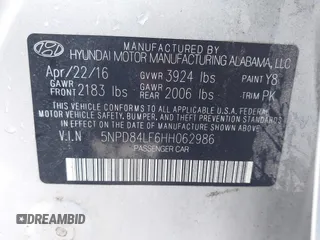 MANUFACTURED BY
HYUNDAI MOTOR MANUFACTURING ALABAMA, LLC
Apr/22/16 GVWR 3924 lbs PAINT Y8
GAWR FRONT 2183 lbs GAWR REAR 2006 lbs TRIM PK
THIS VEHICLE CONFORMS TO ALL APPLICABLE U.S.A. FEDERAL
MOTOR VEHICLE SAFETY, BUMPER, AND THEFT PREVENTION
STANDARDS IN EFFECT ON THE DATE OF MANUFACTURE SHOWN ABOVE.
V.I.N 5NPD84LF6HH062986
PASSENGER CAR
DREAMBID